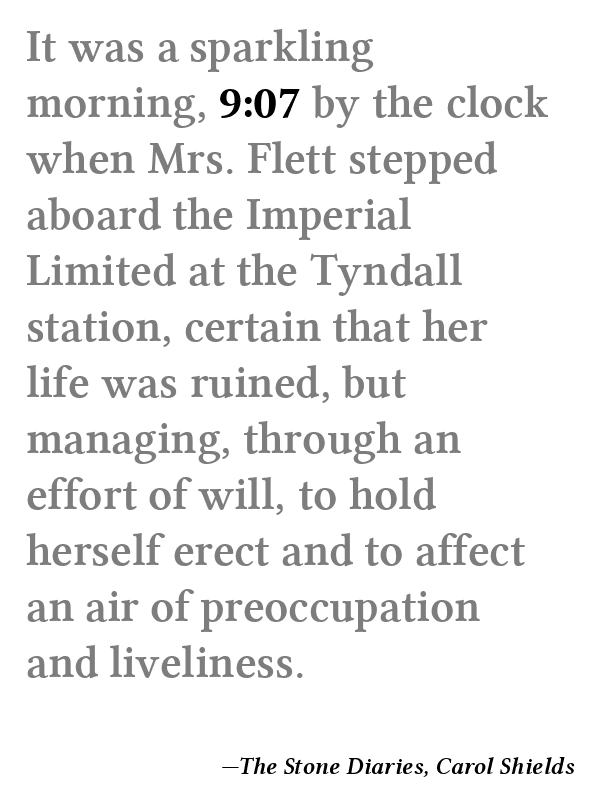 It was a sparkling
morning, 9:07 by the clock
when Mrs. Flett stepped
aboard the Imperial
Limited at the Tyndall
station, certain that her
life was ruined, but
managing, through an
effort of will, to hold
herself erect and to affect
an air of preoccupation
and liveliness.
—The Stone Diaries, Carol Shields